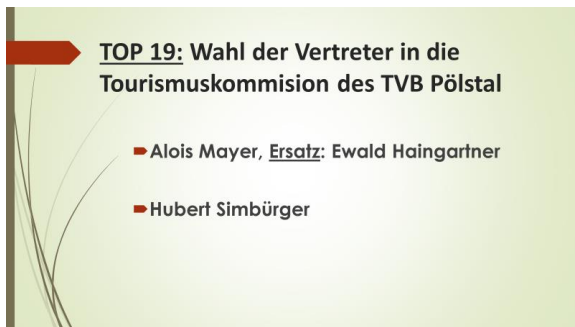 TOP 19: Wahl der Vertreter in die
Tourismuskommision des TVB Pölstal
Alois Mayer, Ersatz: Ewald Haingartner
Hubert Simbürger